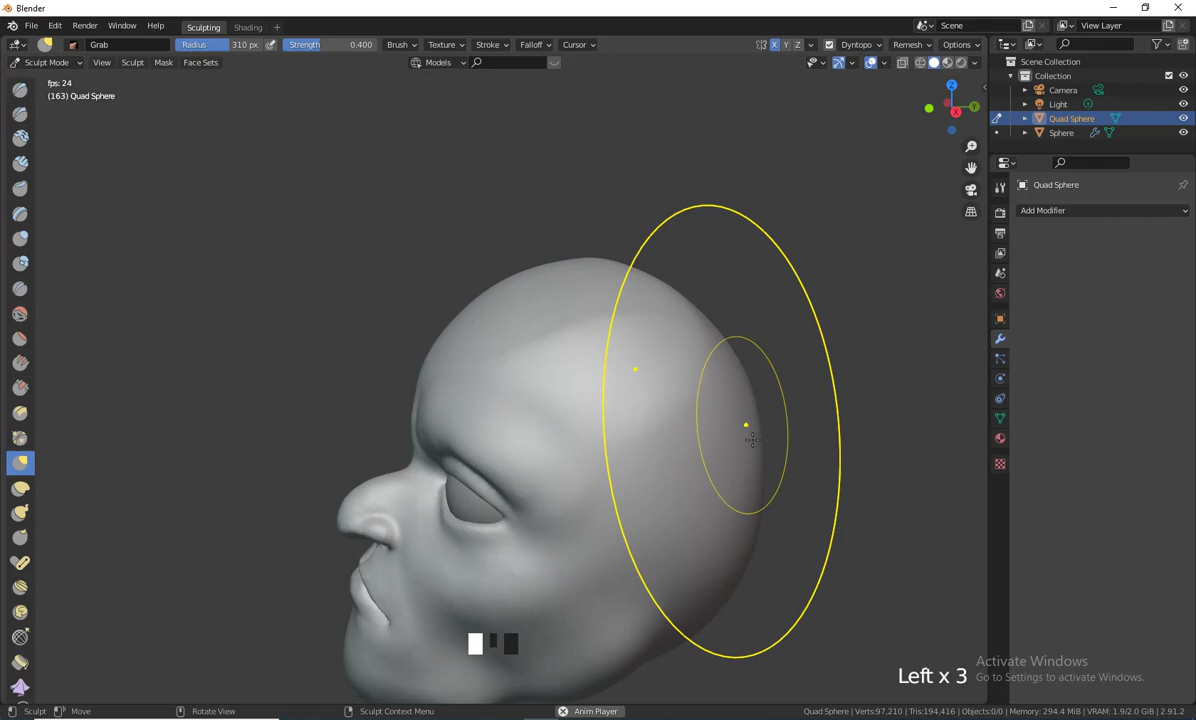 Blender
File Edit Render Window Help Sculpting Shading + Scene View Layer
Grab Radius 310 px Strength 0.400 Brush Texture Stroke Falloff Cursor X Y Z Dyntopo Remesh Options
Sculpt Mode View Sculpt Mask Face Sets Models
fps: 24
(163) Quad Sphere
Z
Y
X
Scene Collection
Collection
Camera
Light
Quad Sphere
Sphere
Quad Sphere
Add Modifier
Left x 3
Activate Windows
Go to Settings to activate Windows.
Sculpt Move Rotate View Sculpt Context Menu Anim Player Quad Sphere | Verts:97,210 | Tris:194,416 | Objects:0/0 | Memory: 294.4 MiB | VRAM: 1.9/2.0 GiB | 2.91.2